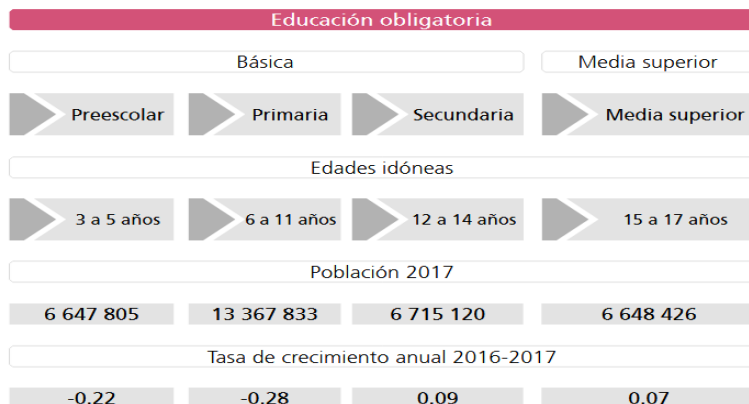 Educación obligatoria
Básica Media superior
Preescolar Primaria Secundaria Media superior
Edades idóneas
3 a 5 años 6 a 11 años 12 a 14 años 15 a 17 años
Población 2017
6 647 805 13 367 833 6 715 120 6 648 426
Tasa de crecimiento anual 2016-2017
-0.22 -0.28 0.09 0.07